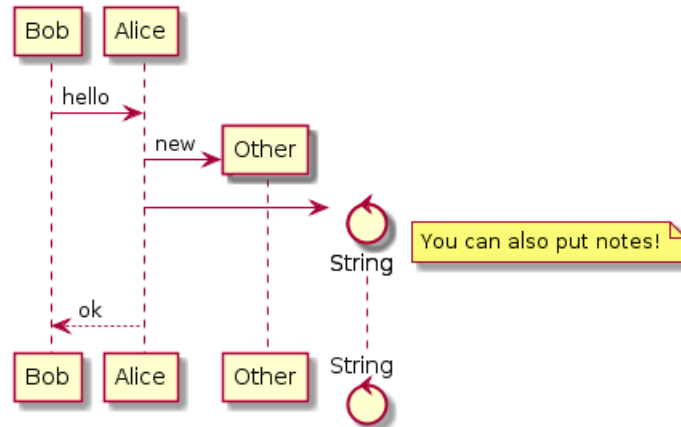 Bob Alice
hello
new Other
You can also put notes!
String
ok
Bob Alice Other String